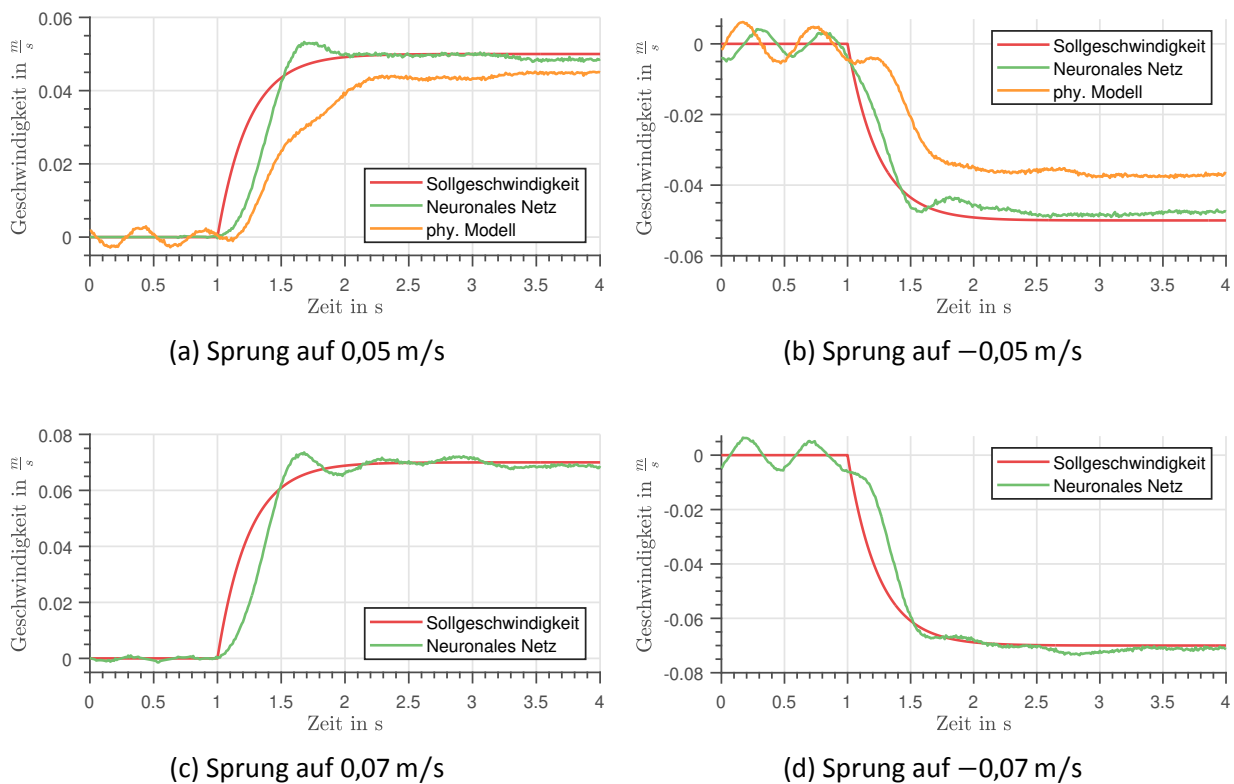 Geschwindigkeit in m/s
0.06
0.04
0.02
0
Sollgeschwindigkeit
Neuronales Netz
phy. Modell
0 0.5 1 1.5 2 2.5 3 3.5 4
Zeit in s
(a) Sprung auf 0,05 m/s
Geschwindigkeit in m/s
0
-0.02
-0.04
-0.06
Sollgeschwindigkeit
Neuronales Netz
phy. Modell
0 0.5 1 1.5 2 2.5 3 3.5 4
Zeit in s
(b) Sprung auf −0,05 m/s
Geschwindigkeit in m/s
0.08
0.06
0.04
0.02
0
Sollgeschwindigkeit
Neuronales Netz
0 0.5 1 1.5 2 2.5 3 3.5 4
Zeit in s
(c) Sprung auf 0,07 m/s
Geschwindigkeit in m/s
0
-0.02
-0.04
-0.06
-0.08
Sollgeschwindigkeit
Neuronales Netz
0 0.5 1 1.5 2 2.5 3 3.5 4
Zeit in s
(d) Sprung auf −0,07 m/s